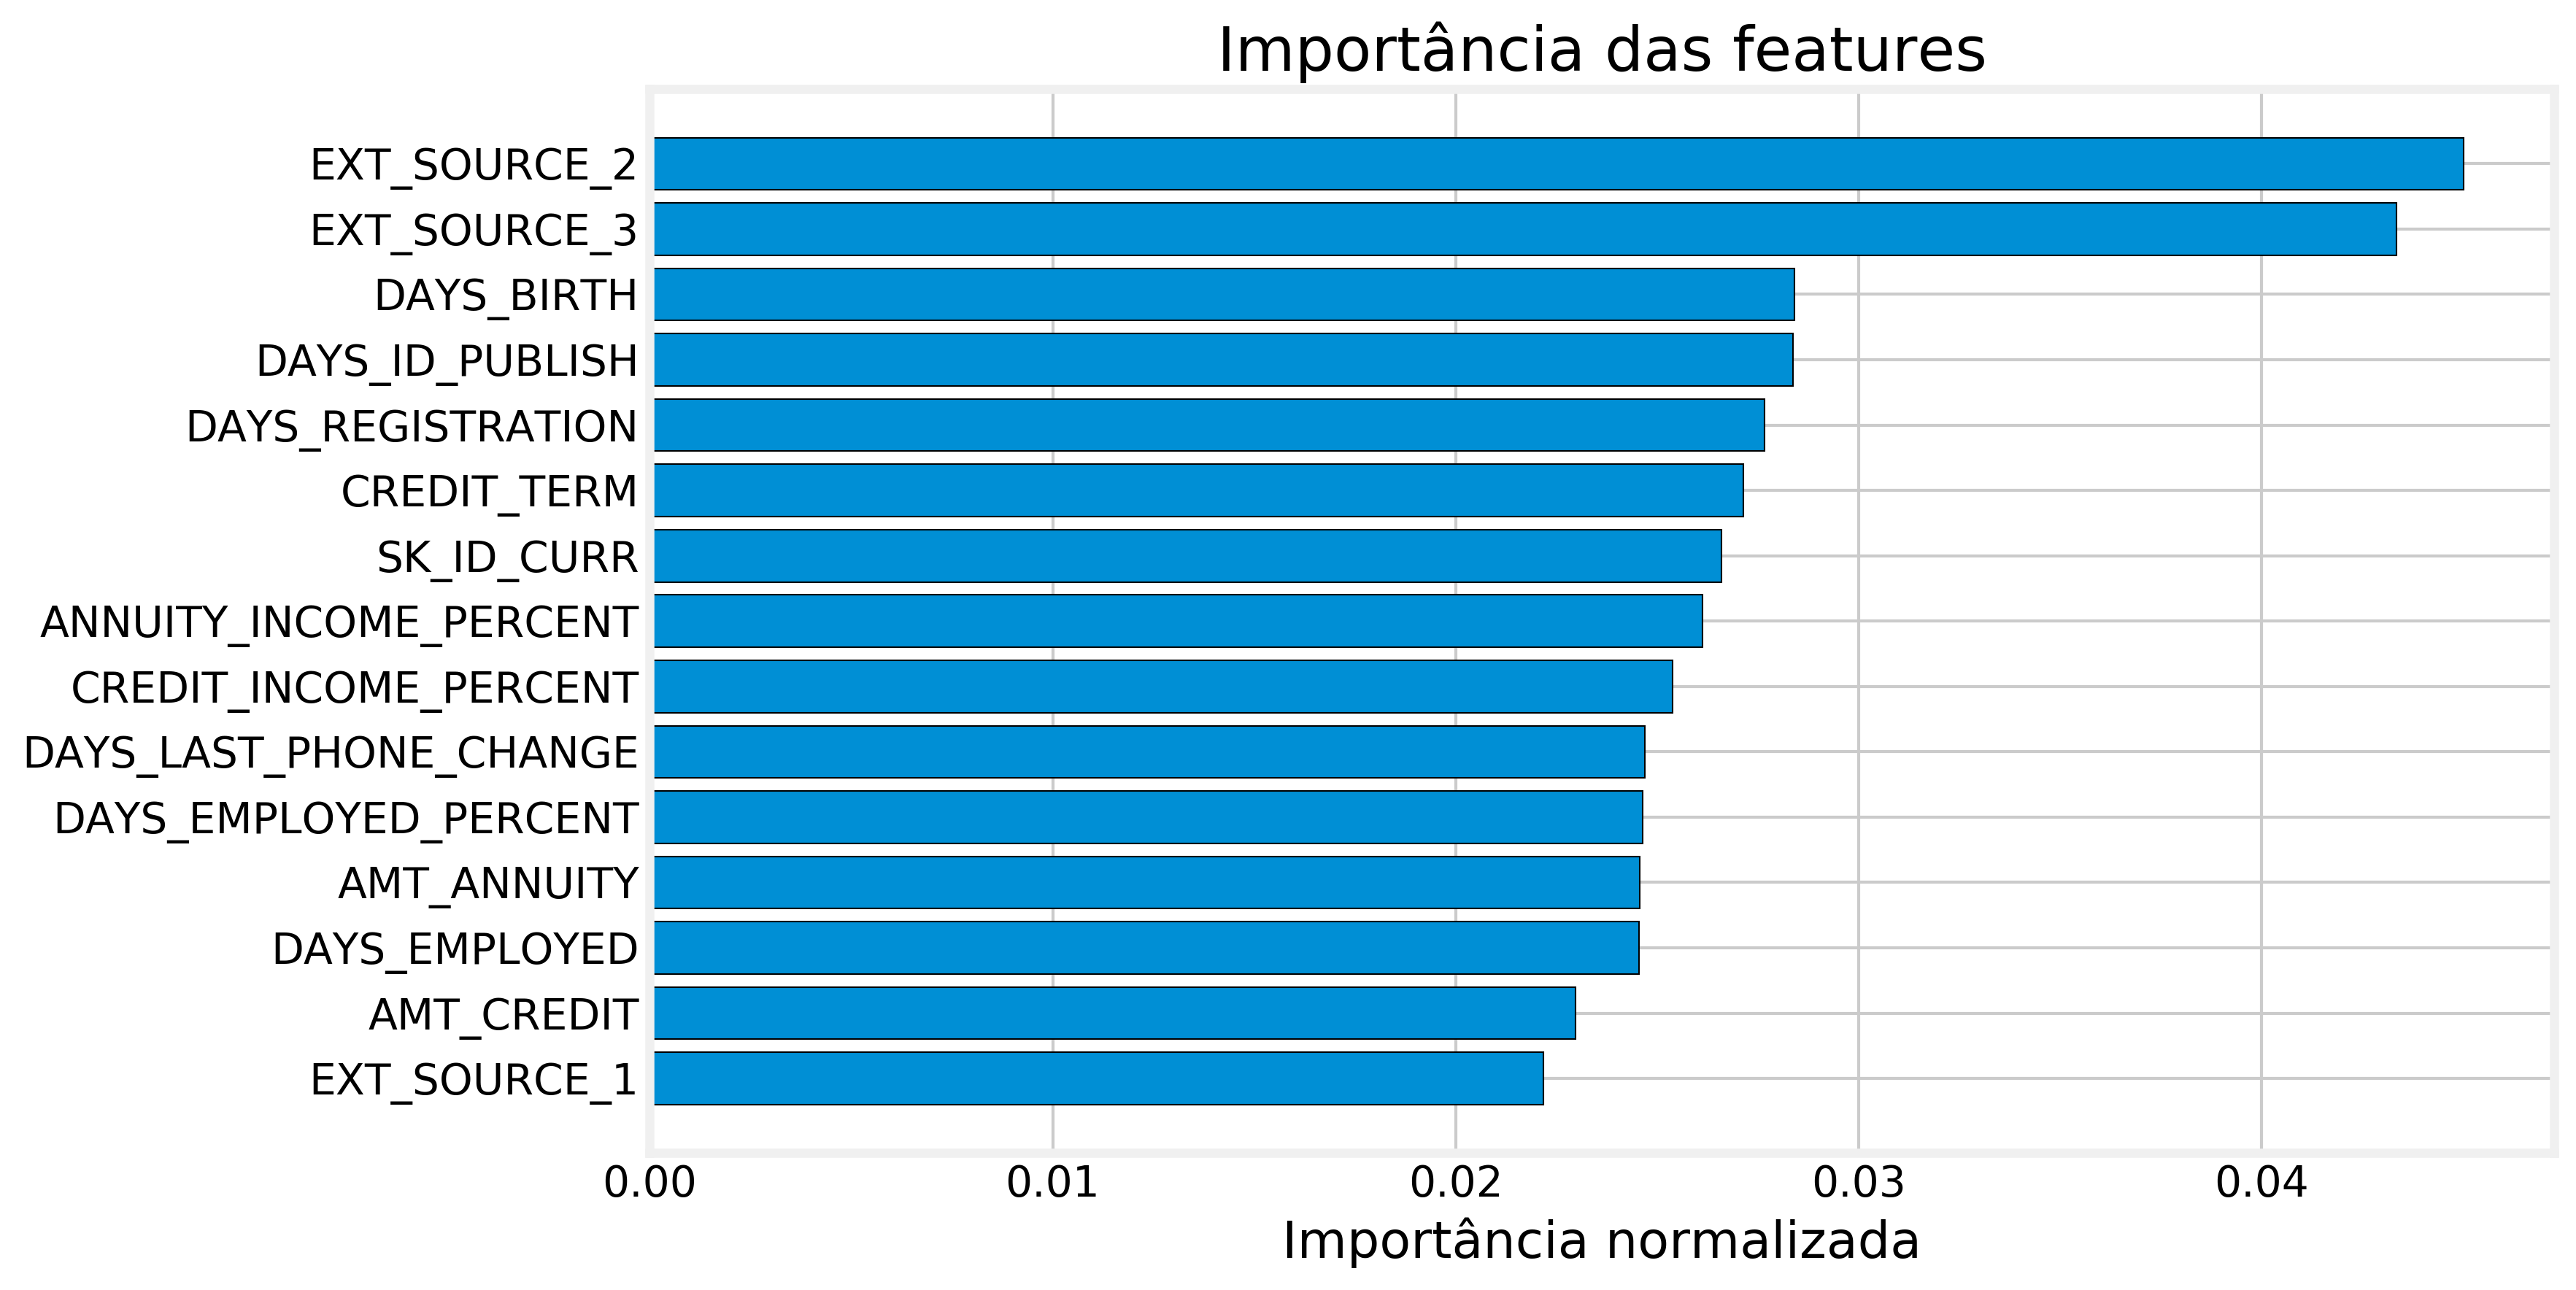 Importância das features
EXT_SOURCE_2
EXT_SOURCE_3
DAYS_BIRTH
DAYS_ID_PUBLISH
DAYS_REGISTRATION
CREDIT_TERM
SK_ID_CURR
ANNUITY_INCOME_PERCENT
CREDIT_INCOME_PERCENT
DAYS_LAST_PHONE_CHANGE
DAYS_EMPLOYED_PERCENT
AMT_ANNUITY
DAYS_EMPLOYED
AMT_CREDIT
EXT_SOURCE_1
0.00 0.01 0.02 0.03 0.04
Importância normalizada